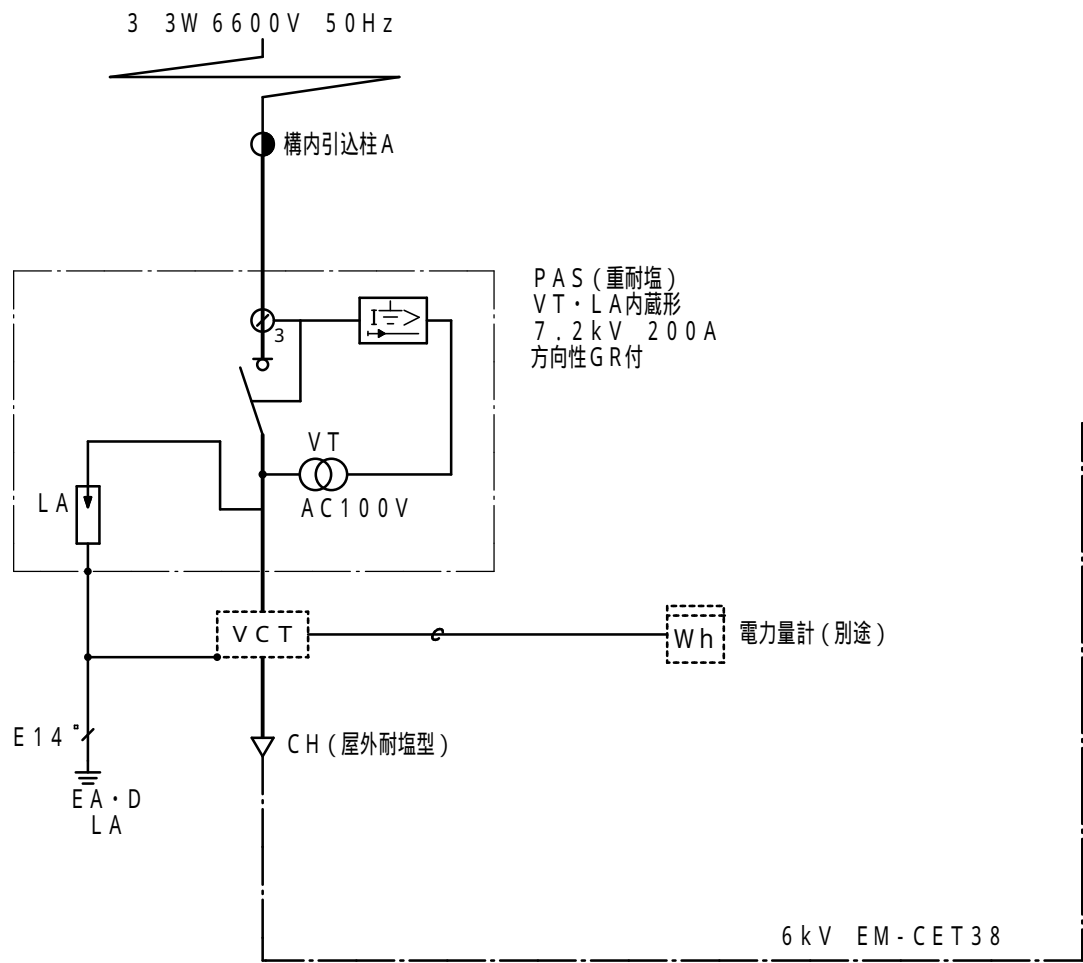 3 3W 6600V 50Hz
構内引込柱A
PAS(重耐塩)
VT・LA内蔵形
7.2kV 200A
方向性GR付
3
I >
VT
AC100V
LA
VCT
Wh
電力量計(別途)
E14°
CH(屋外耐塩型)
EA・D
LA
6kV EM-CET38